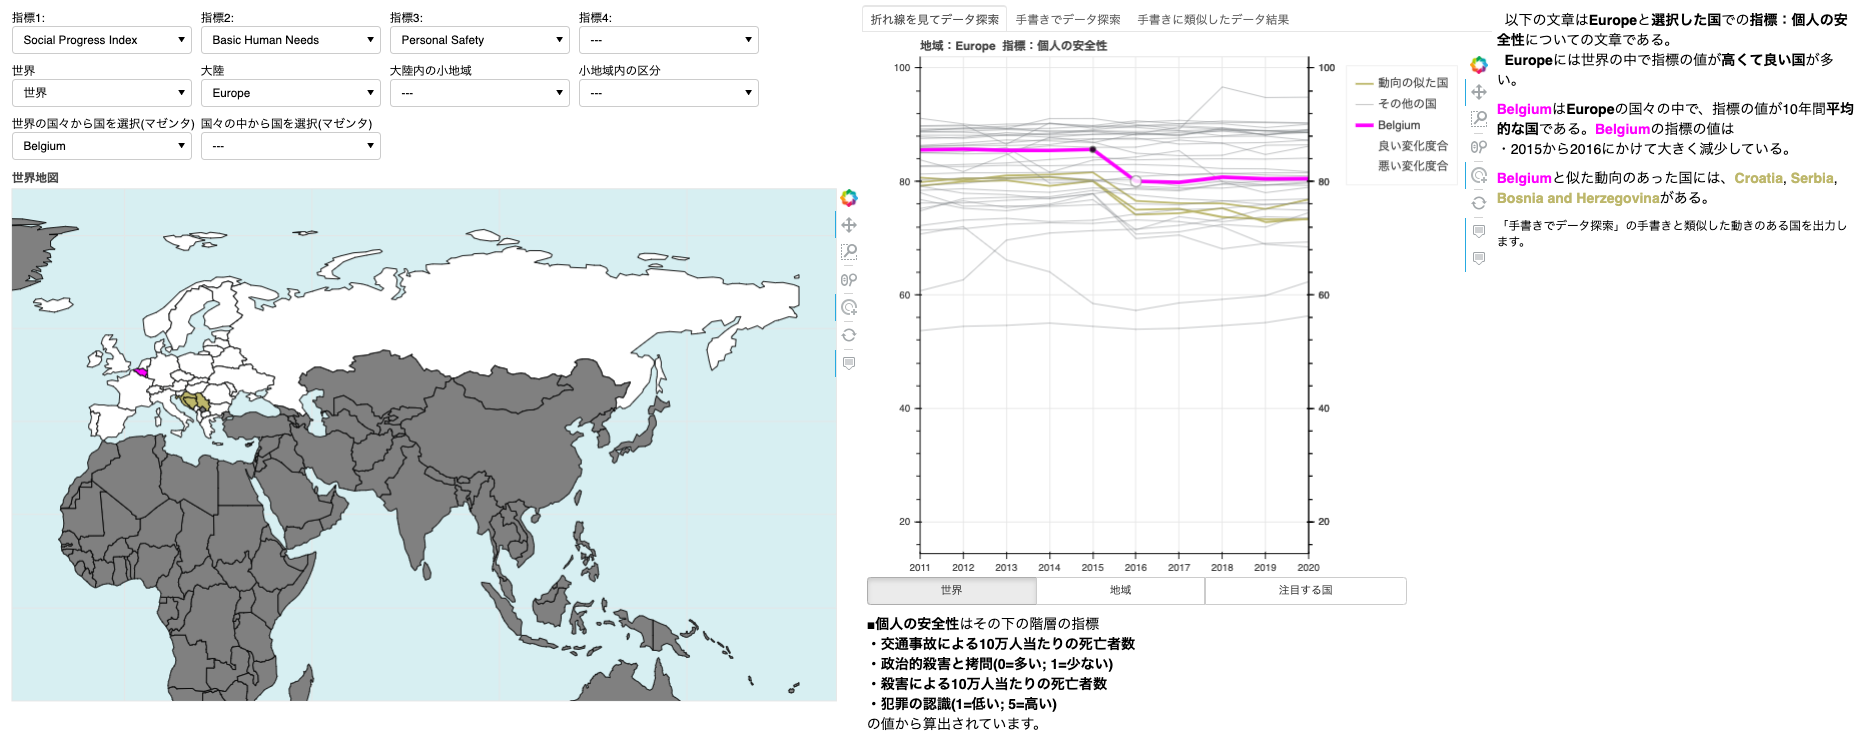 指標1:
指標2:
指標3:
指標4:
Social Progress Index
Basic Human Needs
Personal Safety
---
世界
大陸
大陸内の小地域
小地域内の区分
世界
Europe
---
---
世界の国々から国を選択(マゼンタ)
国々の中から国を選択(マゼンタ)
Belgium
---
世界地図
折れ線を見てデータ探索
手書きでデータ探索
手書きに類似したデータ結果
地域：Europe 指標：個人の安全性
100
80
60
40
20
100
80
60
40
20
2011
2012
2013
2014
2015
2016
2017
2018
2019
2020
動向の似た国
その他の国
Belgium
良い変化度合
悪い変化度合
世界
地域
注目する国
■個人の安全性はその下の階層の指標
・交通事故による10万人当たりの死亡者数
・政治的殺害と拷問(0=多い; 1=少ない)
・殺害による10万人当たりの死亡者数
・犯罪の認識(1=低い; 5=高い)
の値から算出されています。
以下の文章はEuropeと選択した国での指標：個人の安
全性についての文章である。
Europeには世界の中で指標の値が高くて良い国が多
い。
BelgiumはEuropeの国々の中で、指標の値が10年間平均
的な国である。Belgiumの指標の値は
・2015から2016にかけて大きく減少している。
Belgiumと似た動向のあった国には、Croatia, Serbia,
Bosnia and Herzegovinaがある。
「手書きでデータ探索」の手書きと類似した動きのある国を出力し
ます。